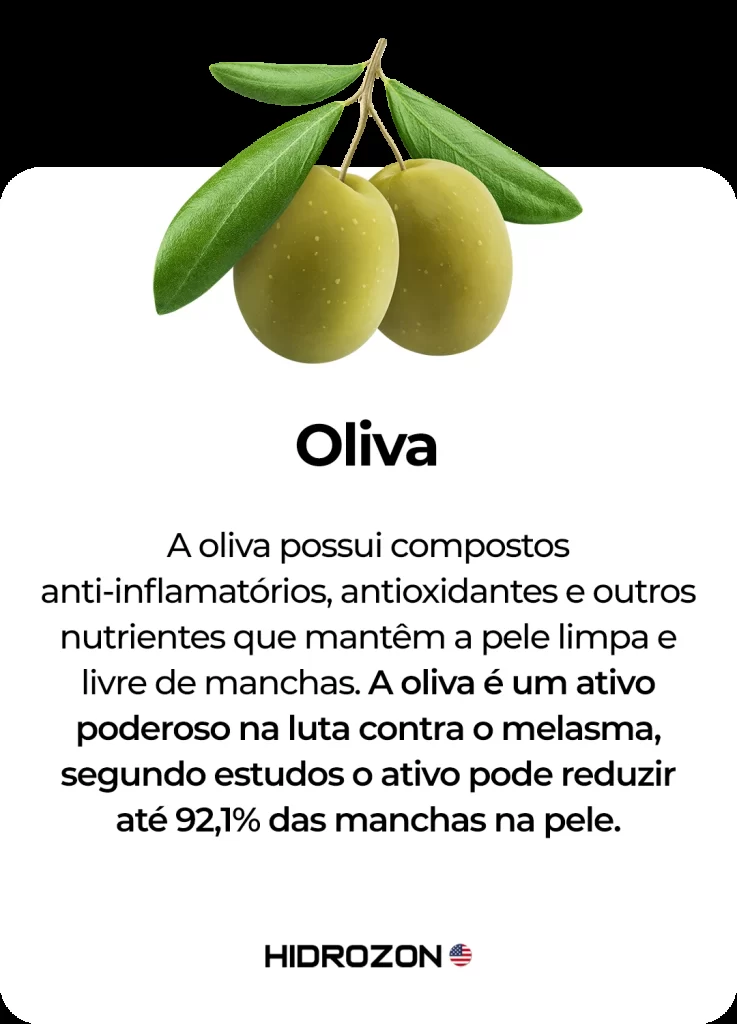 Oliva
A oliva possui compostos
anti-inflamatórios, antioxidantes e outros
nutrientes que mantêm a pele limpa e
livre de manchas. A oliva é um ativo
poderoso na luta contra o melasma,
segundo estudos o ativo pode reduzir
até 92,1% das manchas na pele.
HIDROZON